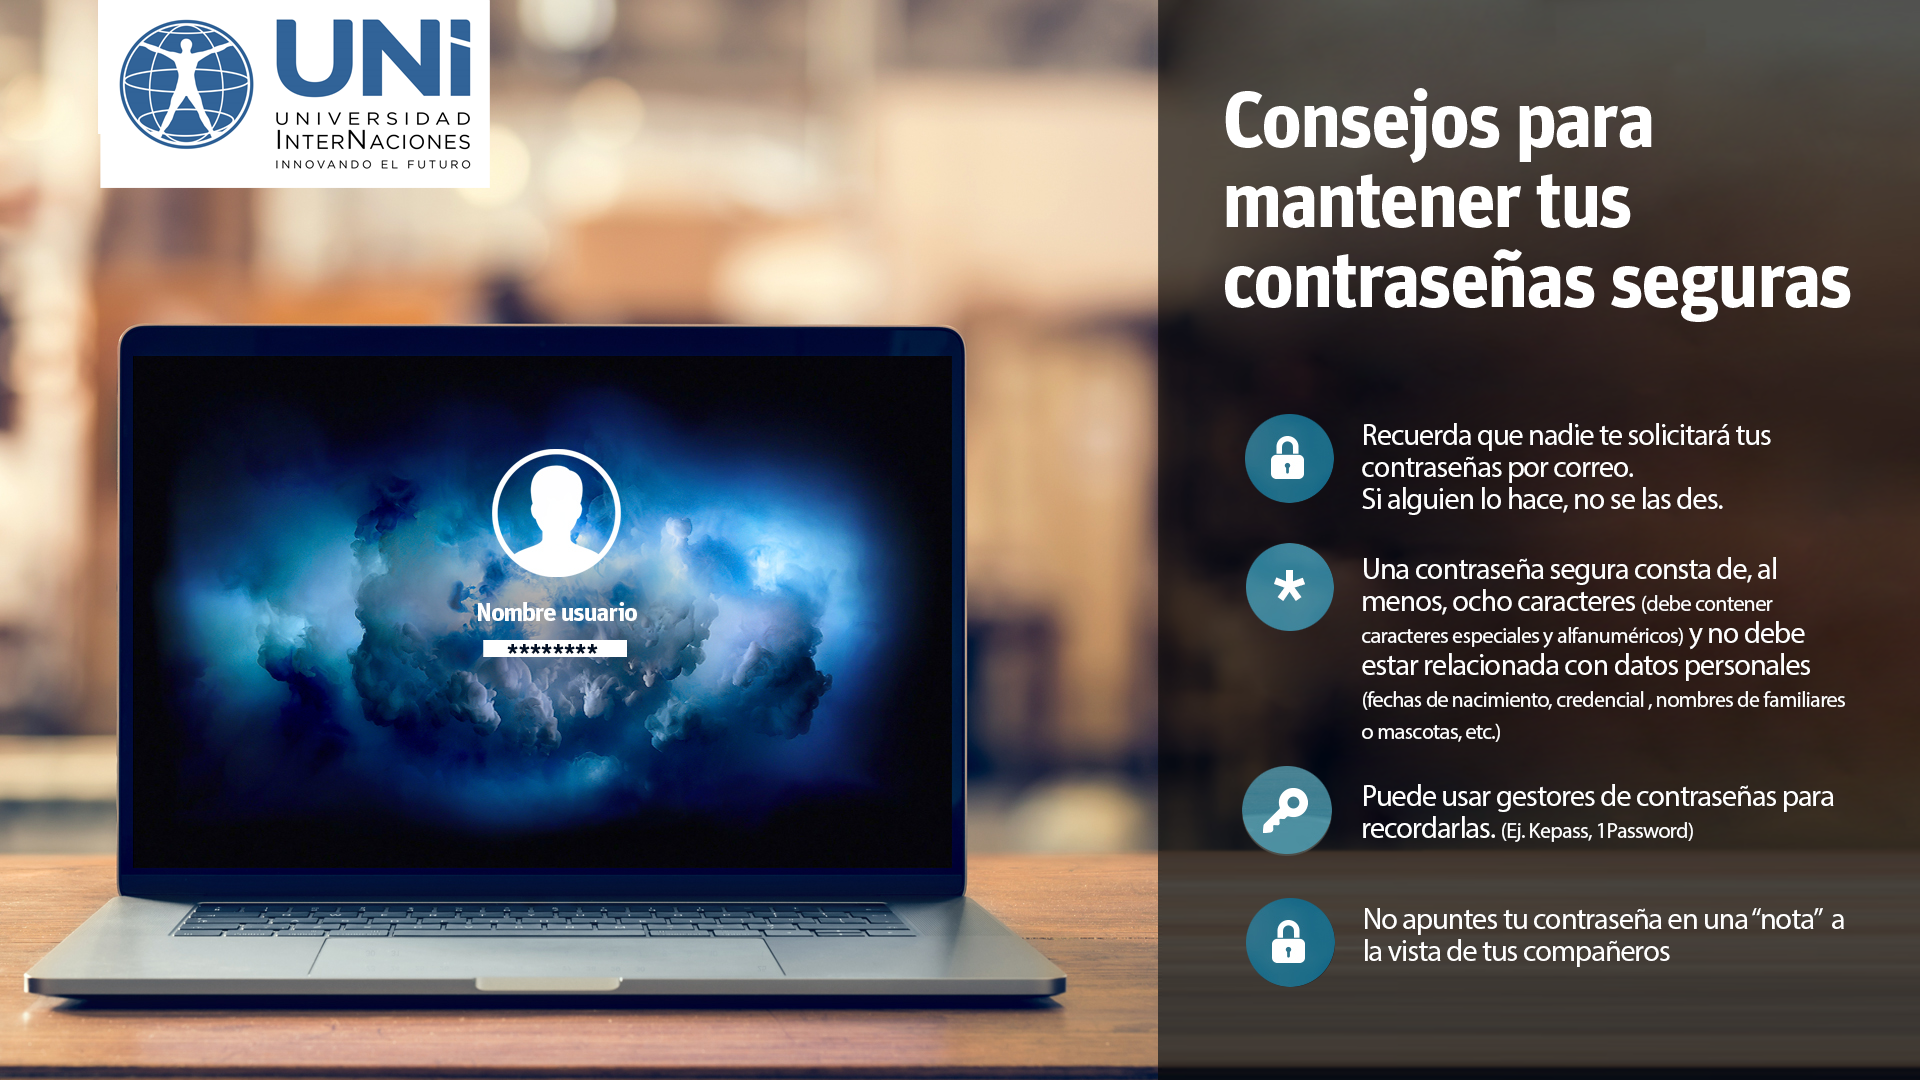 UNi
UNIVERSIDAD
INTERNACIONES
INNOVANDO EL FUTURO
Nombre usuario
********
Consejos para
mantener tus
contraseñas seguras
Recuerda que nadie te solicitará tus
contraseñas por correo.
Si alguien lo hace, no se las des.
*
Una contraseña segura consta de, al
menos, ocho caracteres (debe contener
caracteres especiales y alfanuméricos) y no debe
estar relacionada con datos personales
(fechas de nacimiento, credencial , nombres de familiares
o mascotas, etc.)
Puede usar gestores de contraseñas para
recordarlas. (Ej. Kepass, 1Password)
No apuntes tu contraseña en una “nota” a
la vista de tus compañeros